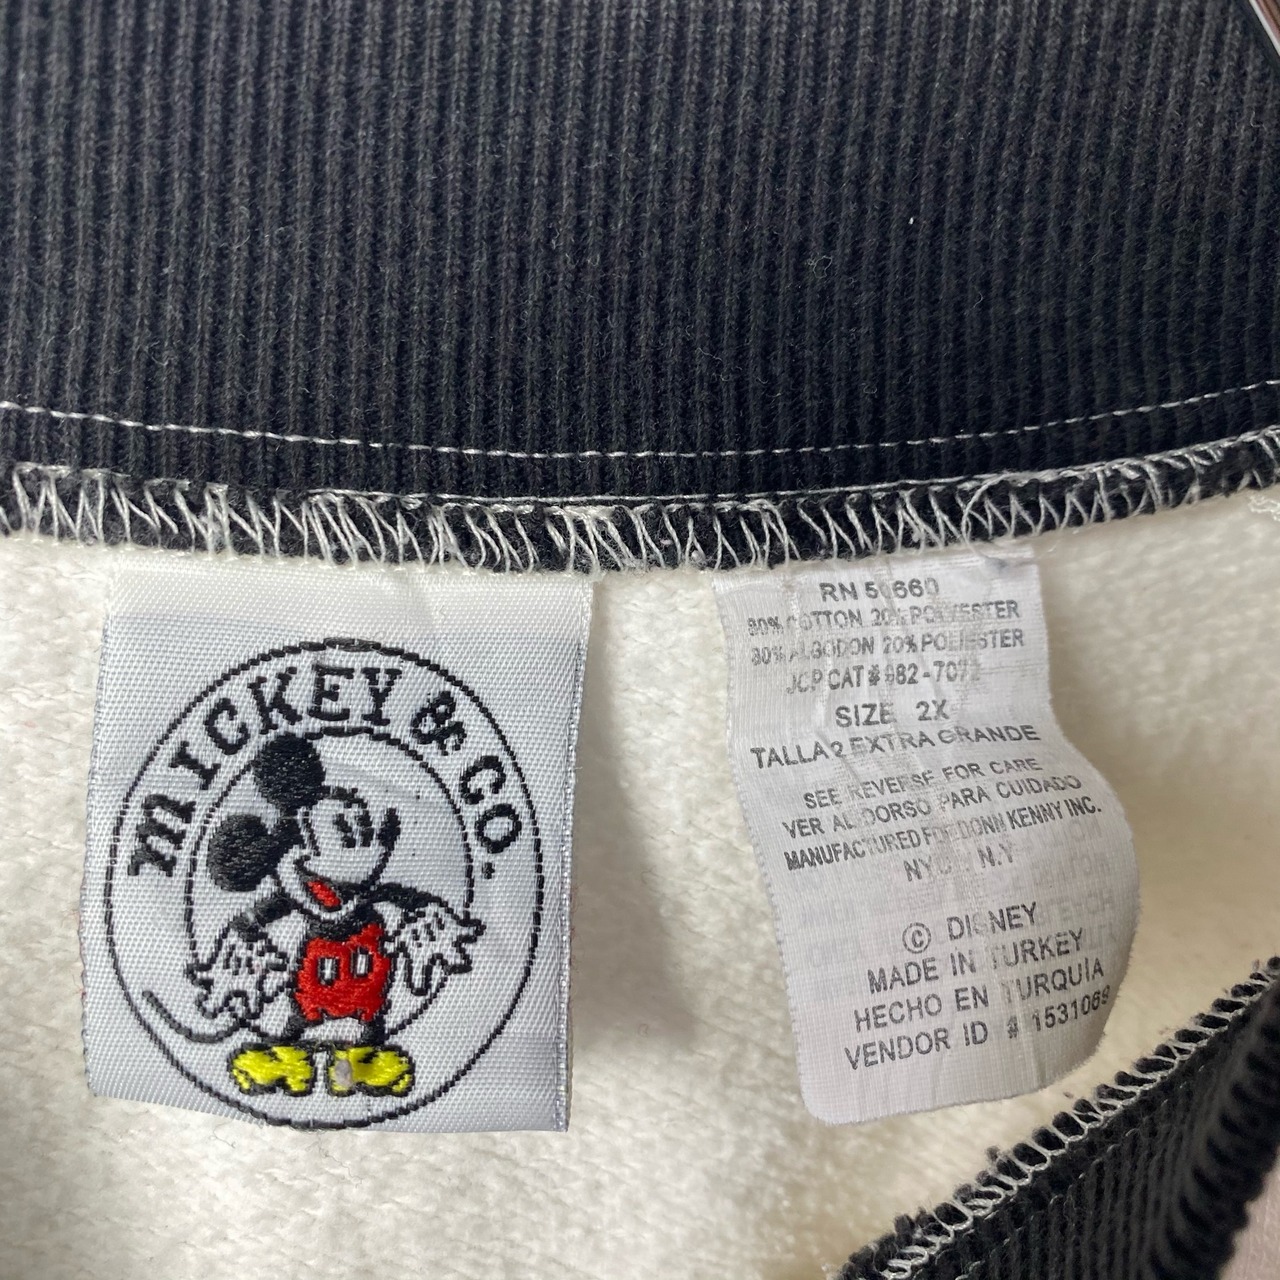 MICKEY & CO.
RN 50660
80% COTTON 20% POLYESTER
80% ALGODON 20% POLIESTER
JCP CAT # 982-7072
SIZE 2X
TALLA 2 EXTRA GRANDE
SEE REVERSE FOR CARE
VER AL DORSO PARA CUIDADO
MANUFACTURED FOR DONNKENNY INC.
NYC N.Y
© DISNEY
MADE IN TURKEY
HECHO EN TURQUÍA
VENDOR ID # 1531069